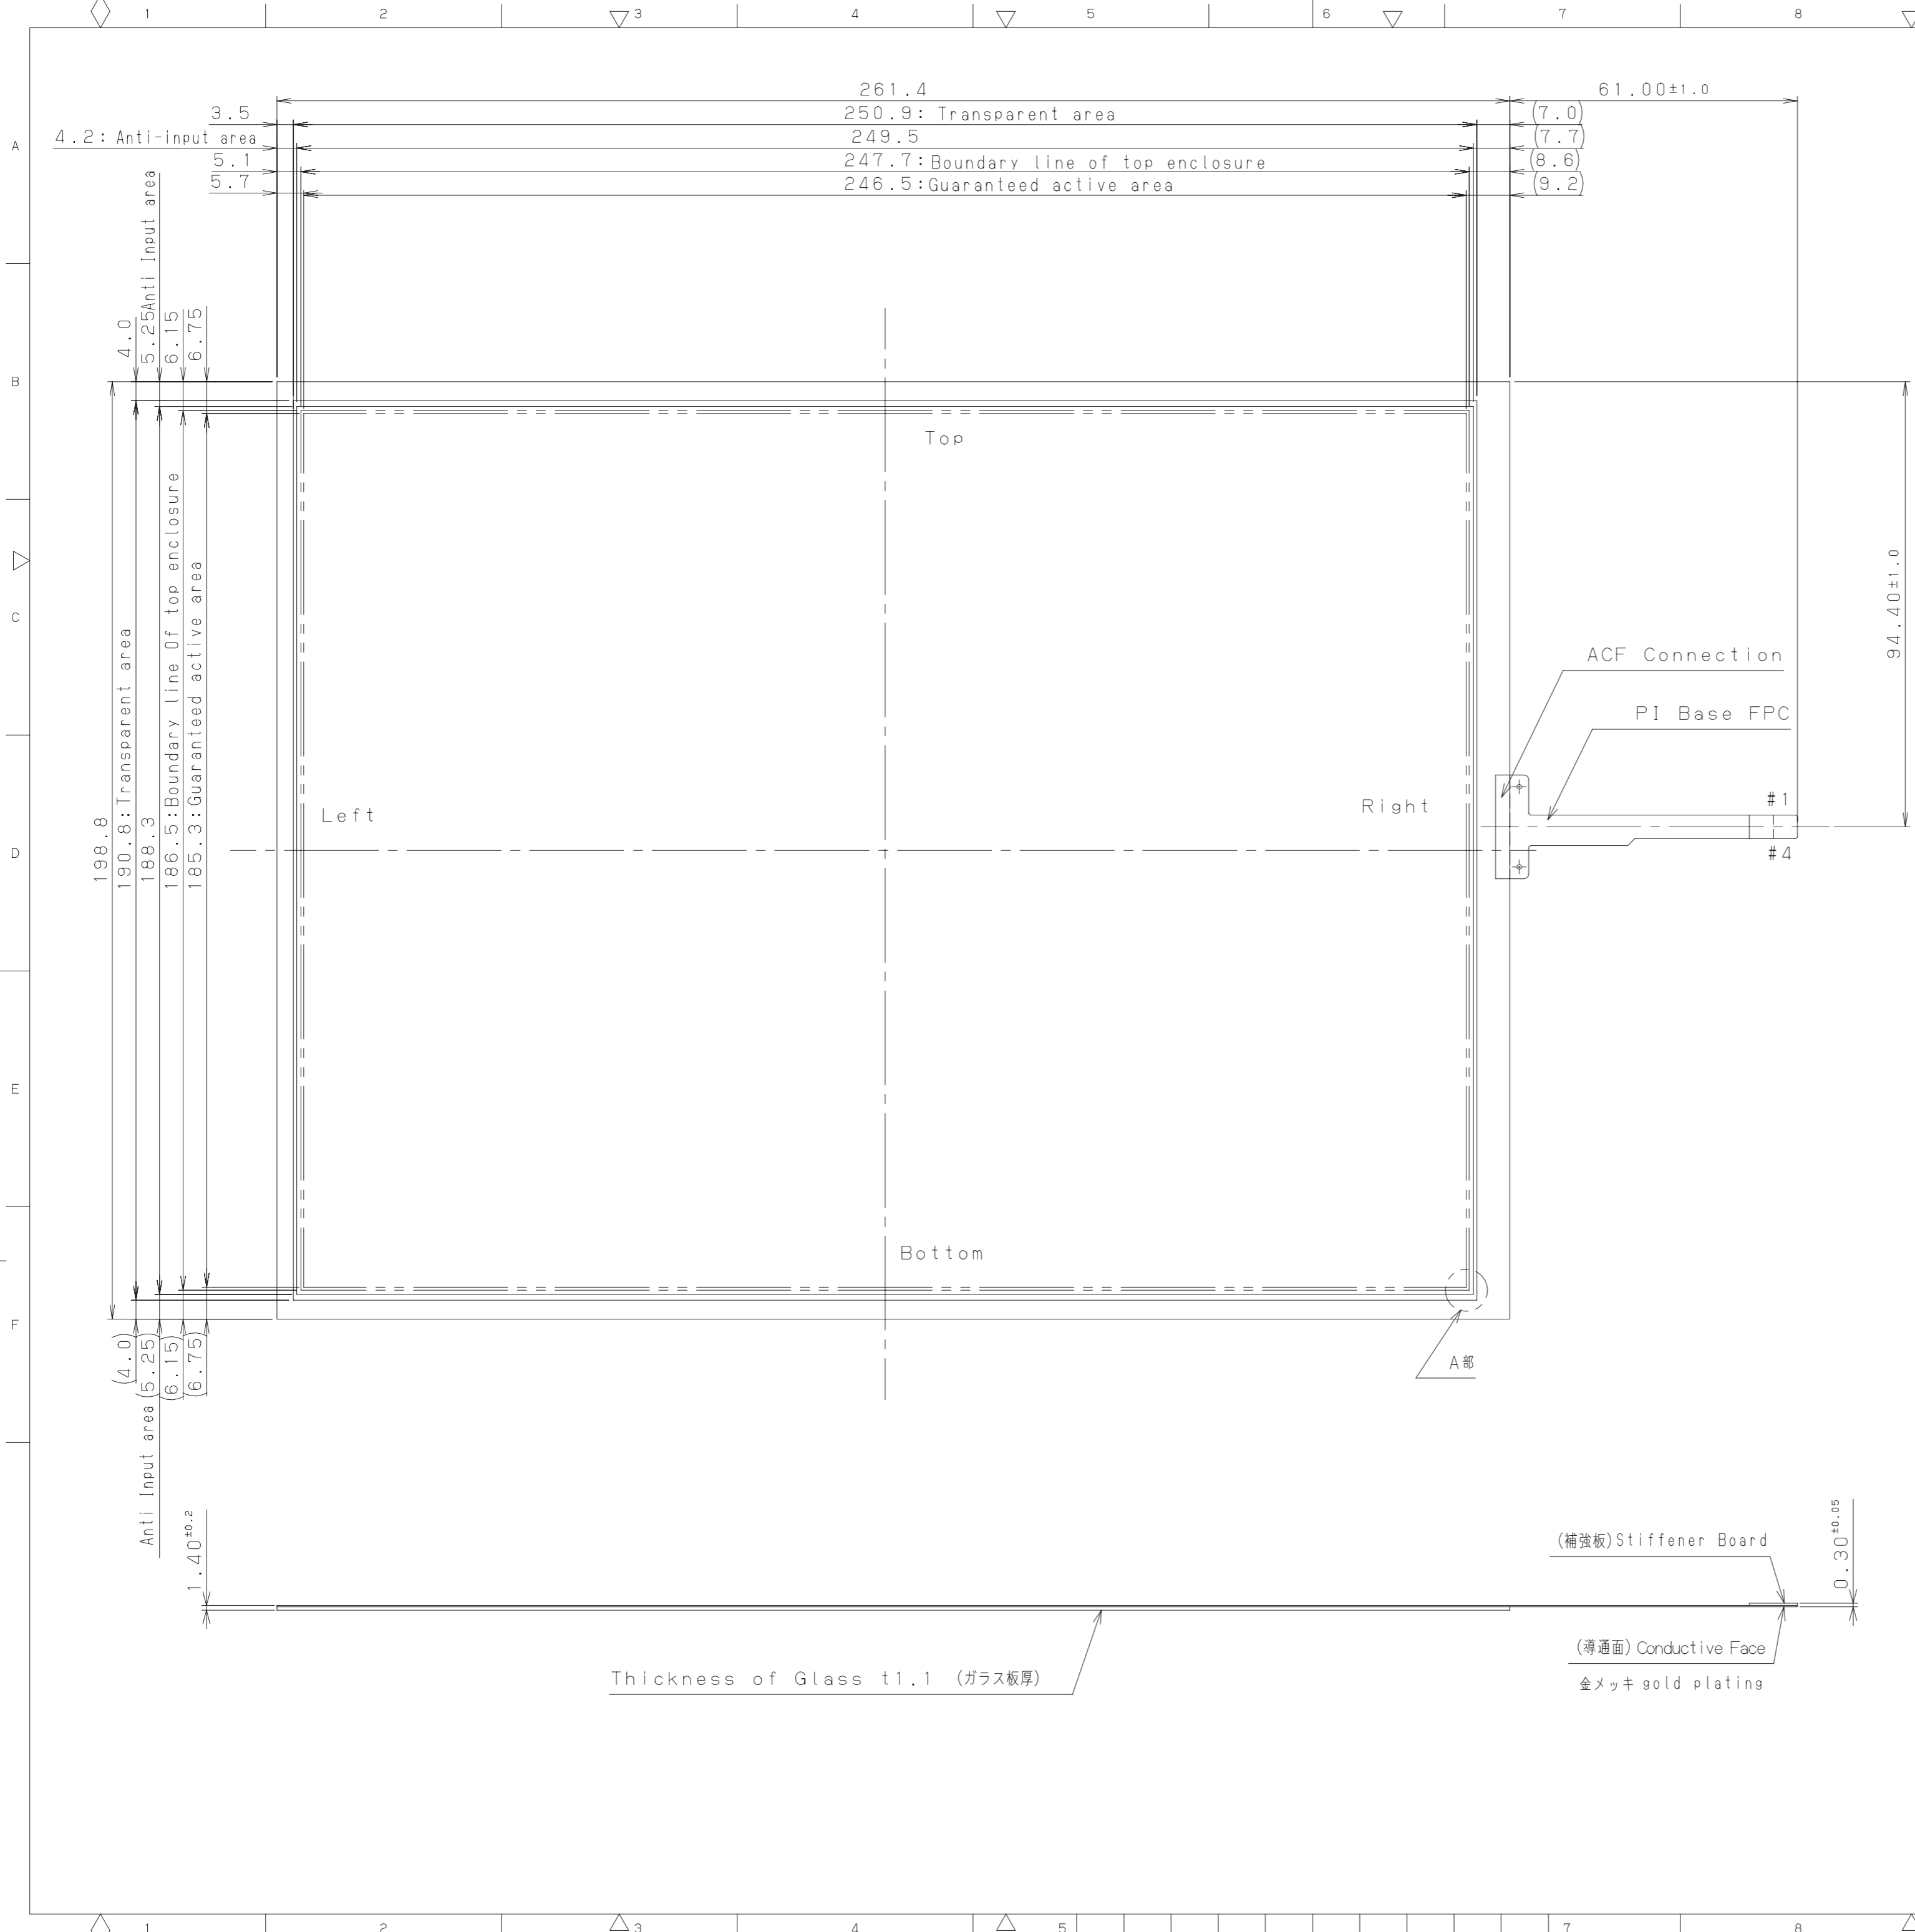 1 2 3 4 5 6 7 8
261.4 61.00±1.0
3.5 250.9: Transparent area (7.0)
4.2: Anti-input area 249.5 (7.7)
5.1 247.7: Boundary line of top enclosure (8.6)
5.7 246.5: Guaranteed active area (9.2)
A
B
C
D
E
F
4.0
5.25 Anti Input area
6.15
6.75
198.8
190.8: Transparent area
188.3
186.5: Boundary line Of top enclosure
185.3: Guaranteed active area
Top
Left
Right
Bottom
94.40±1.0
ACF Connection
PI Base FPC
#1
#4
(4.0)
Anti Input area (5.25)
(6.15)
(6.75)
A部
1.40±0.2
(補強板)Stiffener Board
0.30±0.05
(導通面) Conductive Face
金メッキ gold plating
Thickness of Glass t1.1 (ガラス板厚)
1 2 3 4 5 7 8